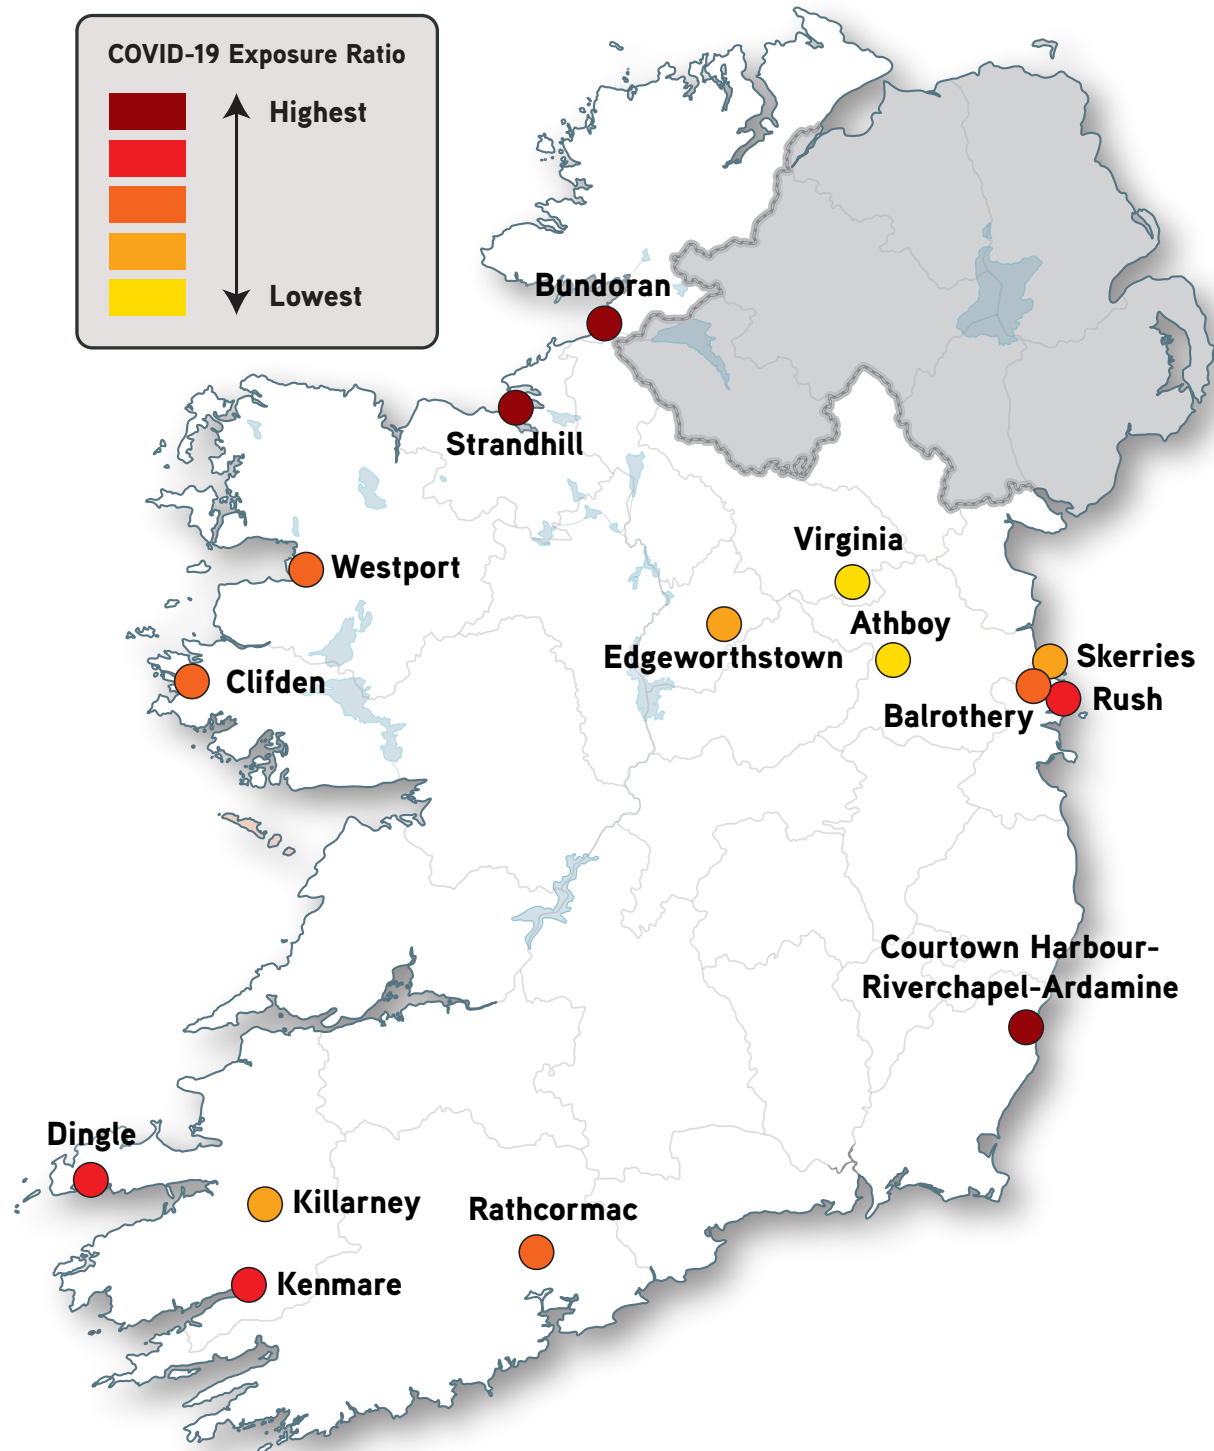 COVID-19 Exposure Ratio
Highest
Lowest
Bundoran
Strandhill
Virginia
Westport
Athboy
Edgeworthstown
Skerries
Clifden
Rush
Balrothery
Courtown Harbour-
Riverchapel-Ardamine
Dingle
Killarney
Rathcormac
Kenmare